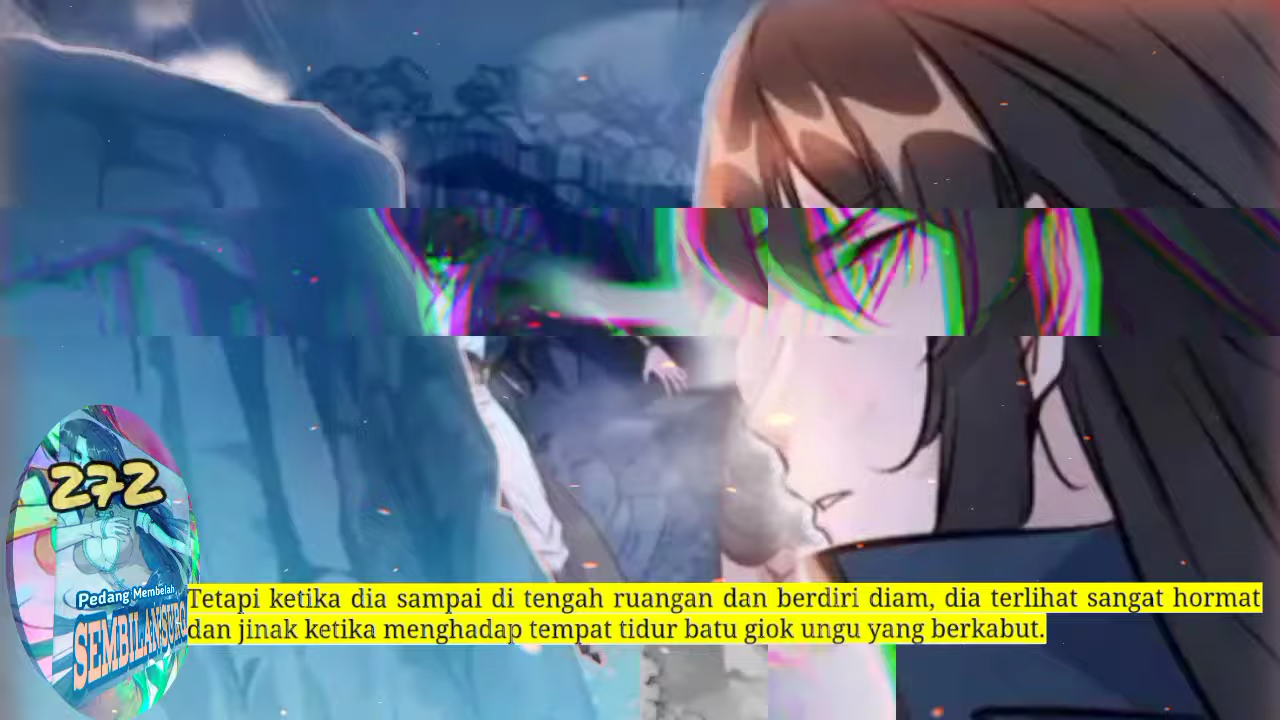 272
Pedang Membelah
Tetapi ketika dia sampai di tengah ruangan dan berdiri diam, dia terlihat sangat hormat
dan jinak ketika menghadap tempat tidur batu giok ungu yang berkabut.